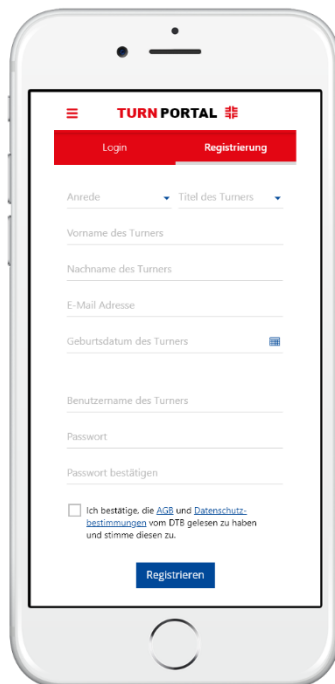 TURN PORTAL
Login Registrierung
Anrede Titel des Turners
Vorname des Turners
Nachname des Turners
E-Mail Adresse
Geburtsdatum des Turners
Benutzername des Turners
Passwort
Passwort bestätigen
Ich bestätige, die AGB und Datenschutz-
bestimmungen vom DTB gelesen zu haben
und stimme diesen zu.
Registrieren